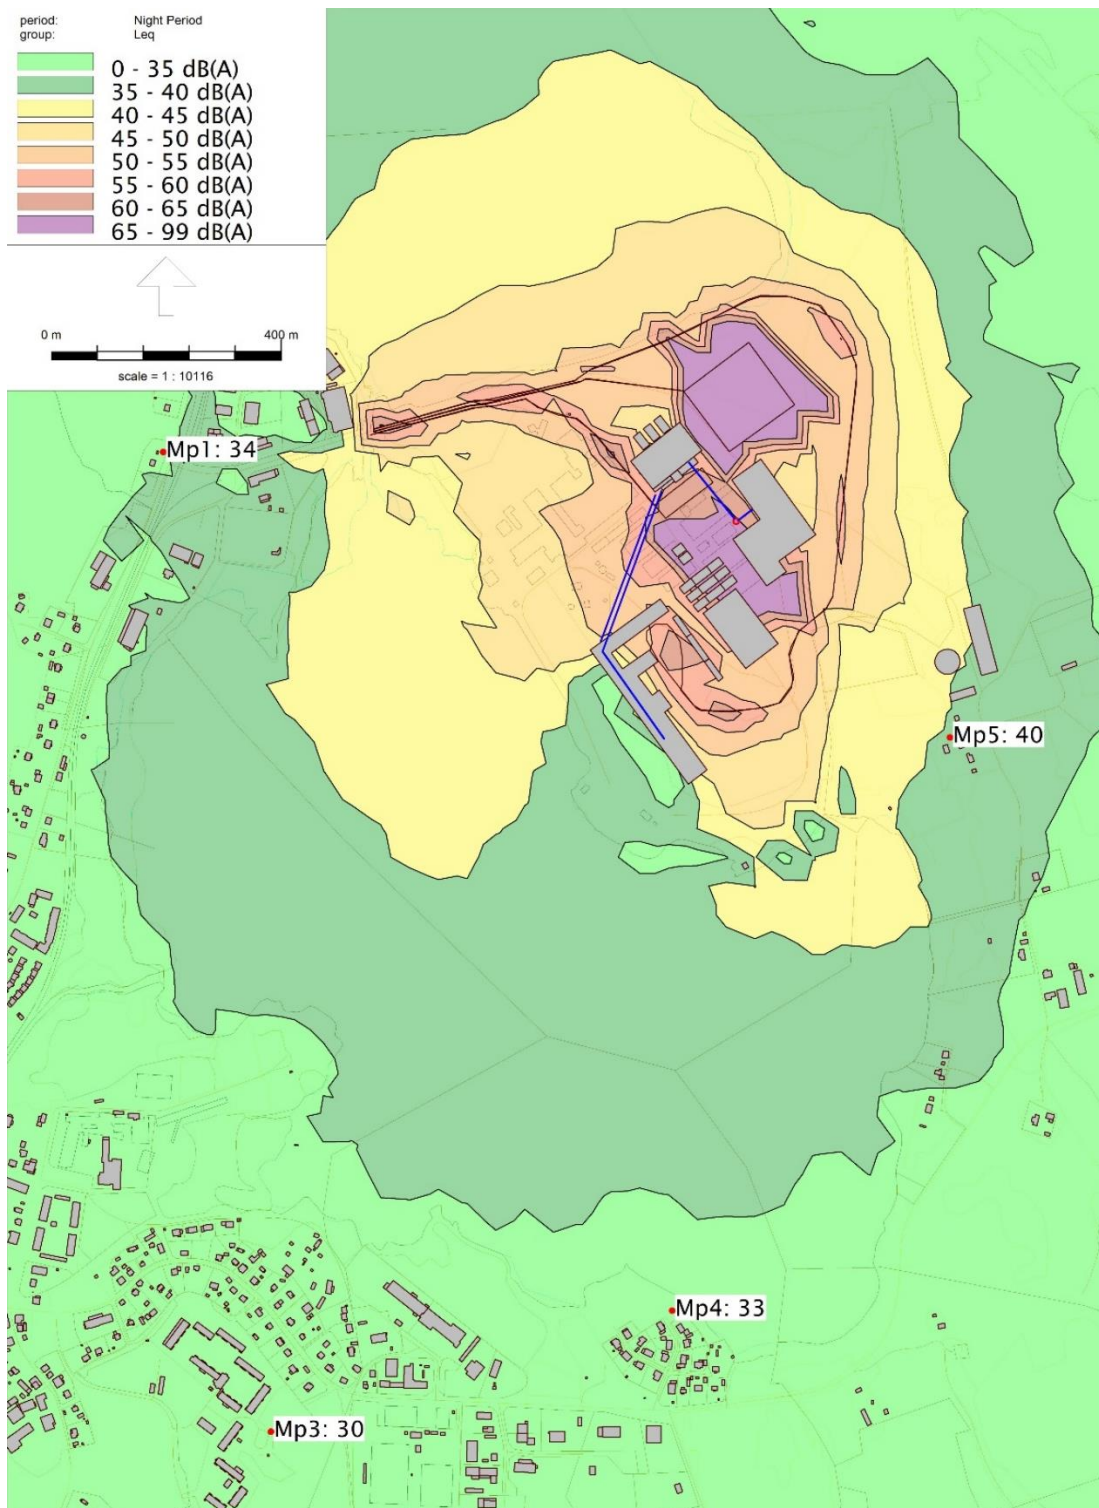 period: Night Period
group: Leq
0 - 35 dB(A)
35 - 40 dB(A)
40 - 45 dB(A)
45 - 50 dB(A)
50 - 55 dB(A)
55 - 60 dB(A)
60 - 65 dB(A)
65 - 99 dB(A)
0 m 400 m
scale = 1 : 10116
Mp1: 34
Mp5: 40
Mp4: 33
Mp3: 30